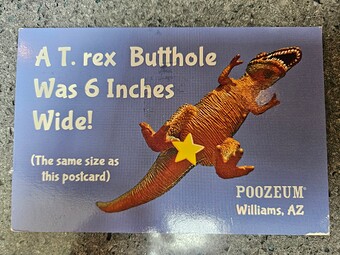 A T. rex Butthole
Was 6 Inches
Wide!
(The same size as
this postcard)
POOZEUM®
Williams, AZ